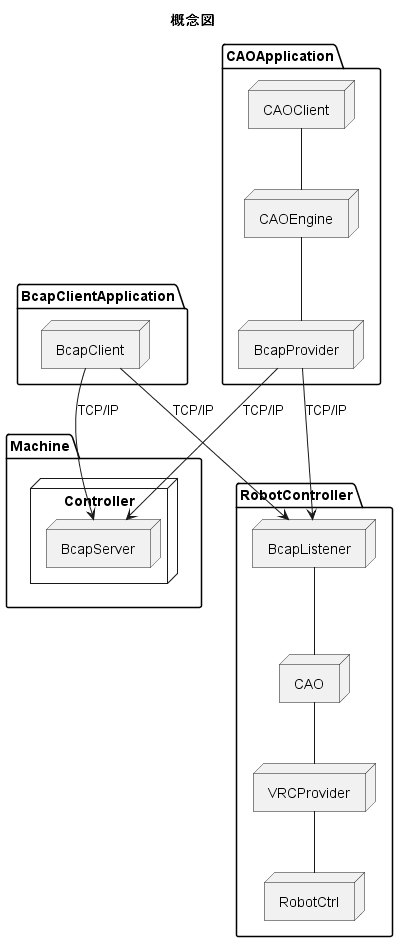 概念図
CAOApplication
CAOClient
CAOEngine
BcapClientApplication
BcapClient
BcapProvider
TCP/IP
TCP/IP
TCP/IP
TCP/IP
Machine
Controller
BcapServer
RobotController
BcapListener
CAO
VRCProvider
RobotCtrl